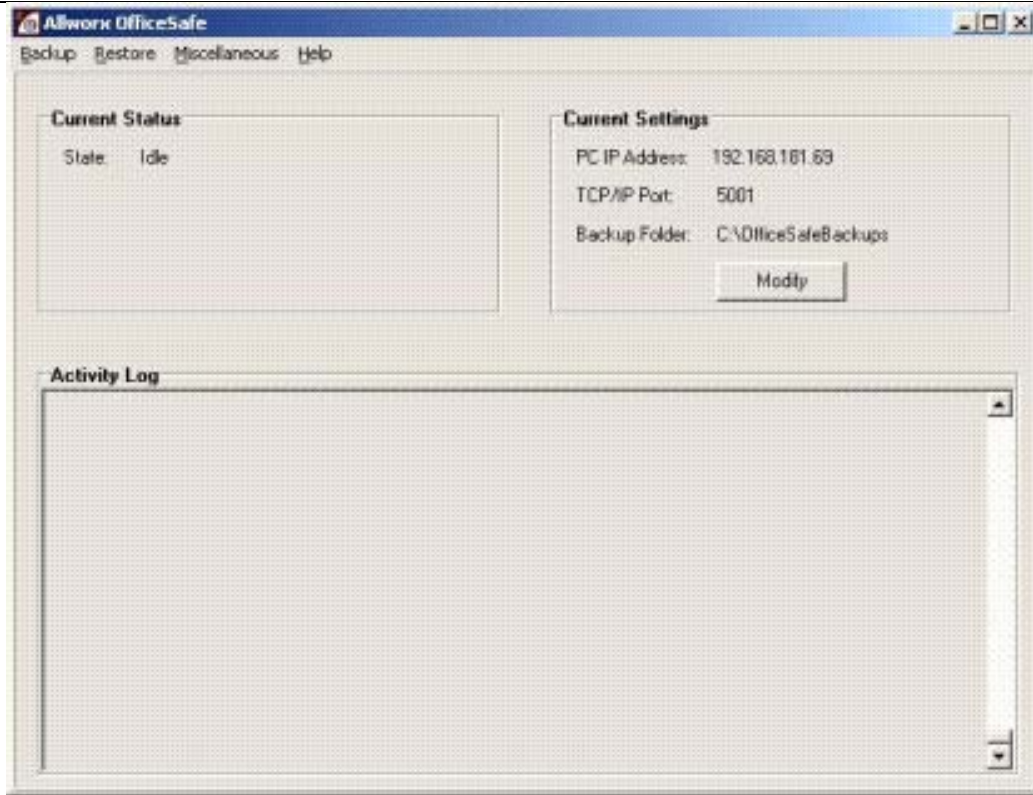 Allworx OfficeSafe
Backup Restore Miscellaneous Help
Current Status
State: Idle
Current Settings
PC IP Address: 192.168.181.69
TCP/IP Port: 5001
Backup Folder: C:\OfficeSafeBackups
Modify
Activity Log